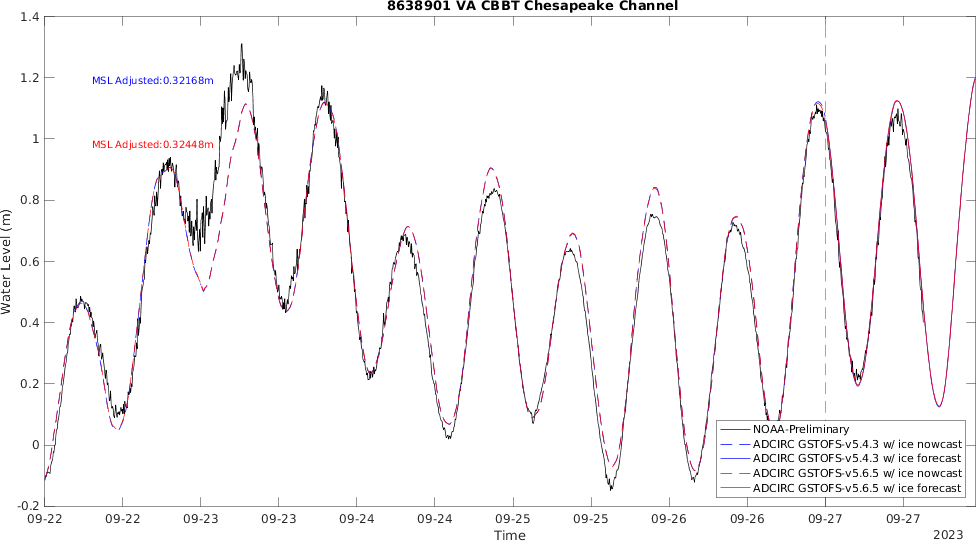 8638901 VA CBBT Chesapeake Channel
1.4
1.2
1
0.8
0.6
0.4
0.2
0
-0.2
Water Level (m)
MSL Adjusted:0.32168m
MSL Adjusted:0.32448m
NOAA-Preliminary
ADCIRC GSTOFS-v5.4.3 w/ ice nowcast
ADCIRC GSTOFS-v5.4.3 w/ ice forecast
ADCIRC GSTOFS-v5.6.5 w/ ice nowcast
ADCIRC GSTOFS-v5.6.5 w/ ice forecast
09-22 09-22 09-23 09-23 09-24 09-24 09-25 09-25 09-26 09-26 09-27 09-27
Time
2023